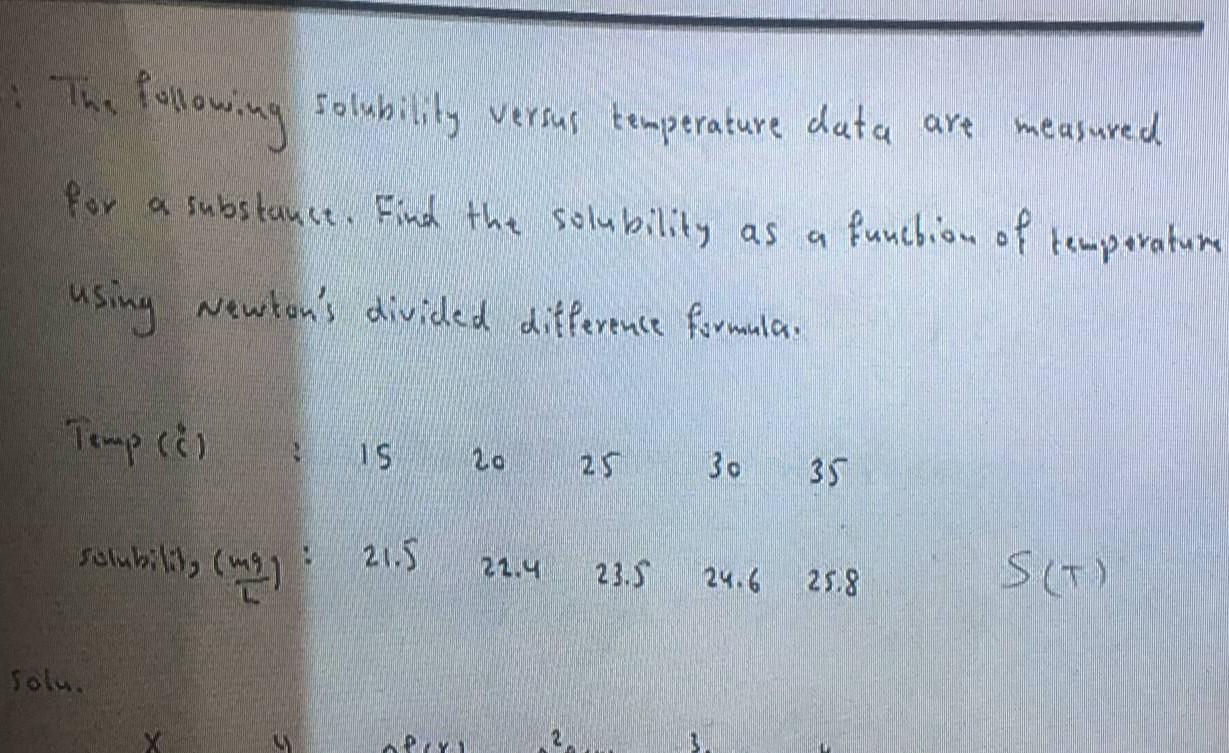 : The following solubility versus temperature data are measured
for a substance. Find the solubility as a function of temperature
using Newton's divided difference formula.
Temp (°C) : 15 20 25 30 35
solubility (mg/L) : 21.5 22.4 23.5 24.6 25.8 S(T)
solu.
x y